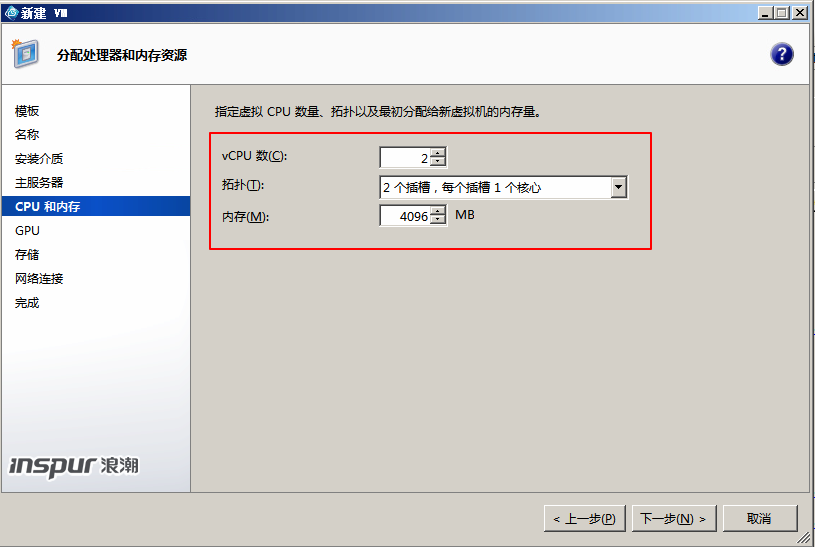 新建 VM
分配处理器和内存资源
?
模板
名称
安装介质
主服务器
CPU 和内存
GPU
存储
网络连接
完成
指定虚拟 CPU 数量、拓扑以及最初分配给新虚拟机的内存量。
vCPU 数(C): 2
拓扑(T): 2 个插槽，每个插槽 1 个核心
内存(M): 4096 MB
inspur 浪潮
< 上一步(P) 下一步(N) > 取消